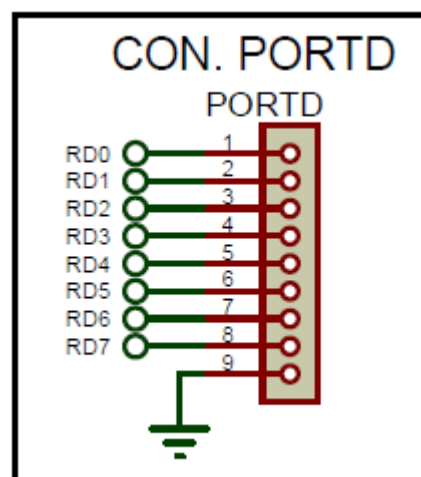 CON. PORTD
PORTD
RD0 1
RD1 2
RD2 3
RD3 4
RD4 5
RD5 6
RD6 7
RD7 8
9